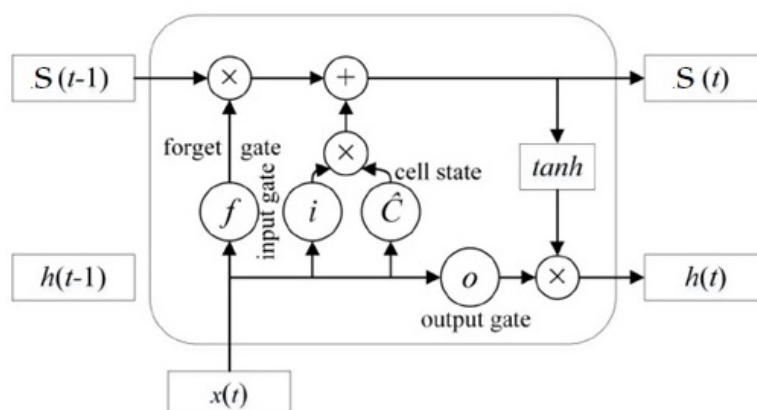 .S (t-1)
×
+
S (t)
forget gate
×
cell state
tanh
input gate
f
i
Ĉ
h(t-1)
o
×
h(t)
output gate
x(t)